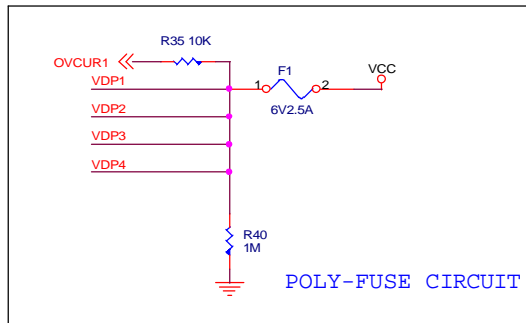 R35 10K
OVCUR1
VDP1
VDP2
VDP3
VDP4
1
F1
2
VCC
6V2.5A
R40
1M
POLY-FUSE CIRCUIT